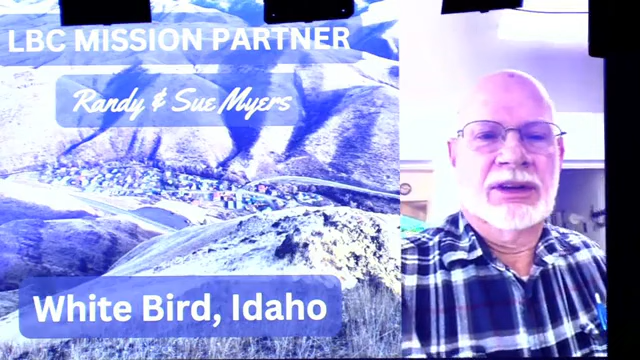 LBC MISSION PARTNER
Randy & Sue Myers
White Bird, Idaho